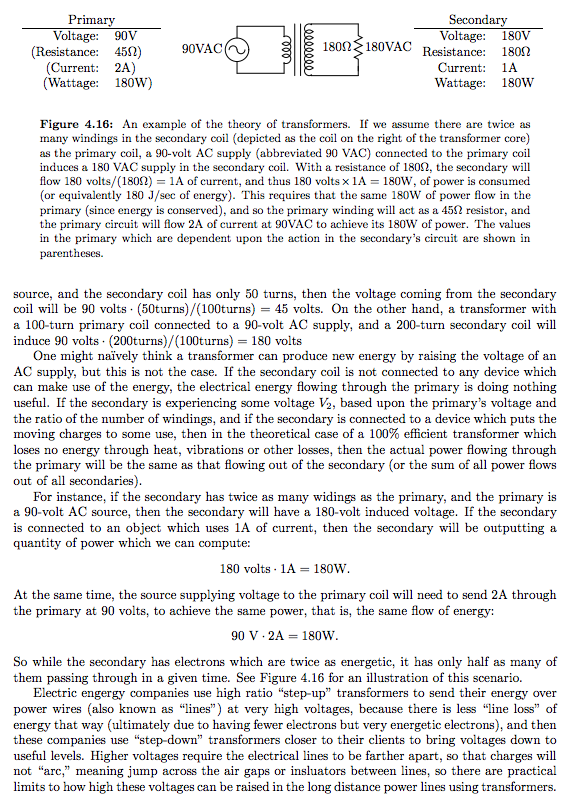 Primary
Voltage: 90V
(Resistance: 45Ω)
(Current: 2A)
(Wattage: 180W)
90VAC
180Ω
180VAC
Secondary
Voltage: 180V
Resistance: 180Ω
Current: 1A
Wattage: 180W
Figure 4.16: An example of the theory of transformers. If we assume there are twice as
many windings in the secondary coil (depicted as the coil on the right of the transformer core)
as the primary coil, a 90-volt AC supply (abbreviated 90 VAC) connected to the primary coil
induces a 180 VAC supply in the secondary coil. With a resistance of 180Ω, the secondary will
flow 180 volts/(180Ω) = 1A of current, and thus 180 volts × 1A = 180W, of power is consumed
(or equivalently 180 J/sec of energy). This requires that the same 180W of power flow in the
primary (since energy is conserved), and so the primary winding will act as a 45Ω resistor, and
the primary circuit will flow 2A of current at 90VAC to achieve its 180W of power. The values
in the primary which are dependent upon the action in the secondary's circuit are shown in
parentheses.
source, and the secondary coil has only 50 turns, then the voltage coming from the secondary
coil will be 90 volts · (50turns)/(100turns) = 45 volts. On the other hand, a transformer with
a 100-turn primary coil connected to a 90-volt AC supply, and a 200-turn secondary coil will
induce 90 volts · (200turns)/(100turns) = 180 volts
One might naïvely think a transformer can produce new energy by raising the voltage of an
AC supply, but this is not the case. If the secondary coil is not connected to any device which
can make use of the energy, the electrical energy flowing through the primary is doing nothing
useful. If the secondary is experiencing some voltage V₂, based upon the primary's voltage and
the ratio of the number of windings, and if the secondary is connected to a device which puts the
moving charges to some use, then in the theoretical case of a 100% efficient transformer which
loses no energy through heat, vibrations or other losses, then the actual power flowing through
the primary will be the same as that flowing out of the secondary (or the sum of all power flows
out of all secondaries).
For instance, if the secondary has twice as many widings as the primary, and the primary is
a 90-volt AC source, then the secondary will have a 180-volt induced voltage. If the secondary
is connected to an object which uses 1A of current, then the secondary will be outputting a
quantity of power which we can compute:
180 volts · 1A = 180W.
At the same time, the source supplying voltage to the primary coil will need to send 2A through
the primary at 90 volts, to achieve the same power, that is, the same flow of energy:
90 V · 2A = 180W.
So while the secondary has electrons which are twice as energetic, it has only half as many of
them passing through in a given time. See Figure 4.16 for an illustration of this scenario.
Electric engergy companies use high ratio "step-up" transformers to send their energy over
power wires (also known as "lines") at very high voltages, because there is less "line loss" of
energy that way (ultimately due to having fewer electrons but very energetic electrons), and then
these companies use "step-down" transformers closer to their clients to bring voltages down to
useful levels. Higher voltages require the electrical lines to be farther apart, so that charges will
not "arc," meaning jump across the air gaps or insluators between lines, so there are practical
limits to how high these voltages can be raised in the long distance power lines using transformers.